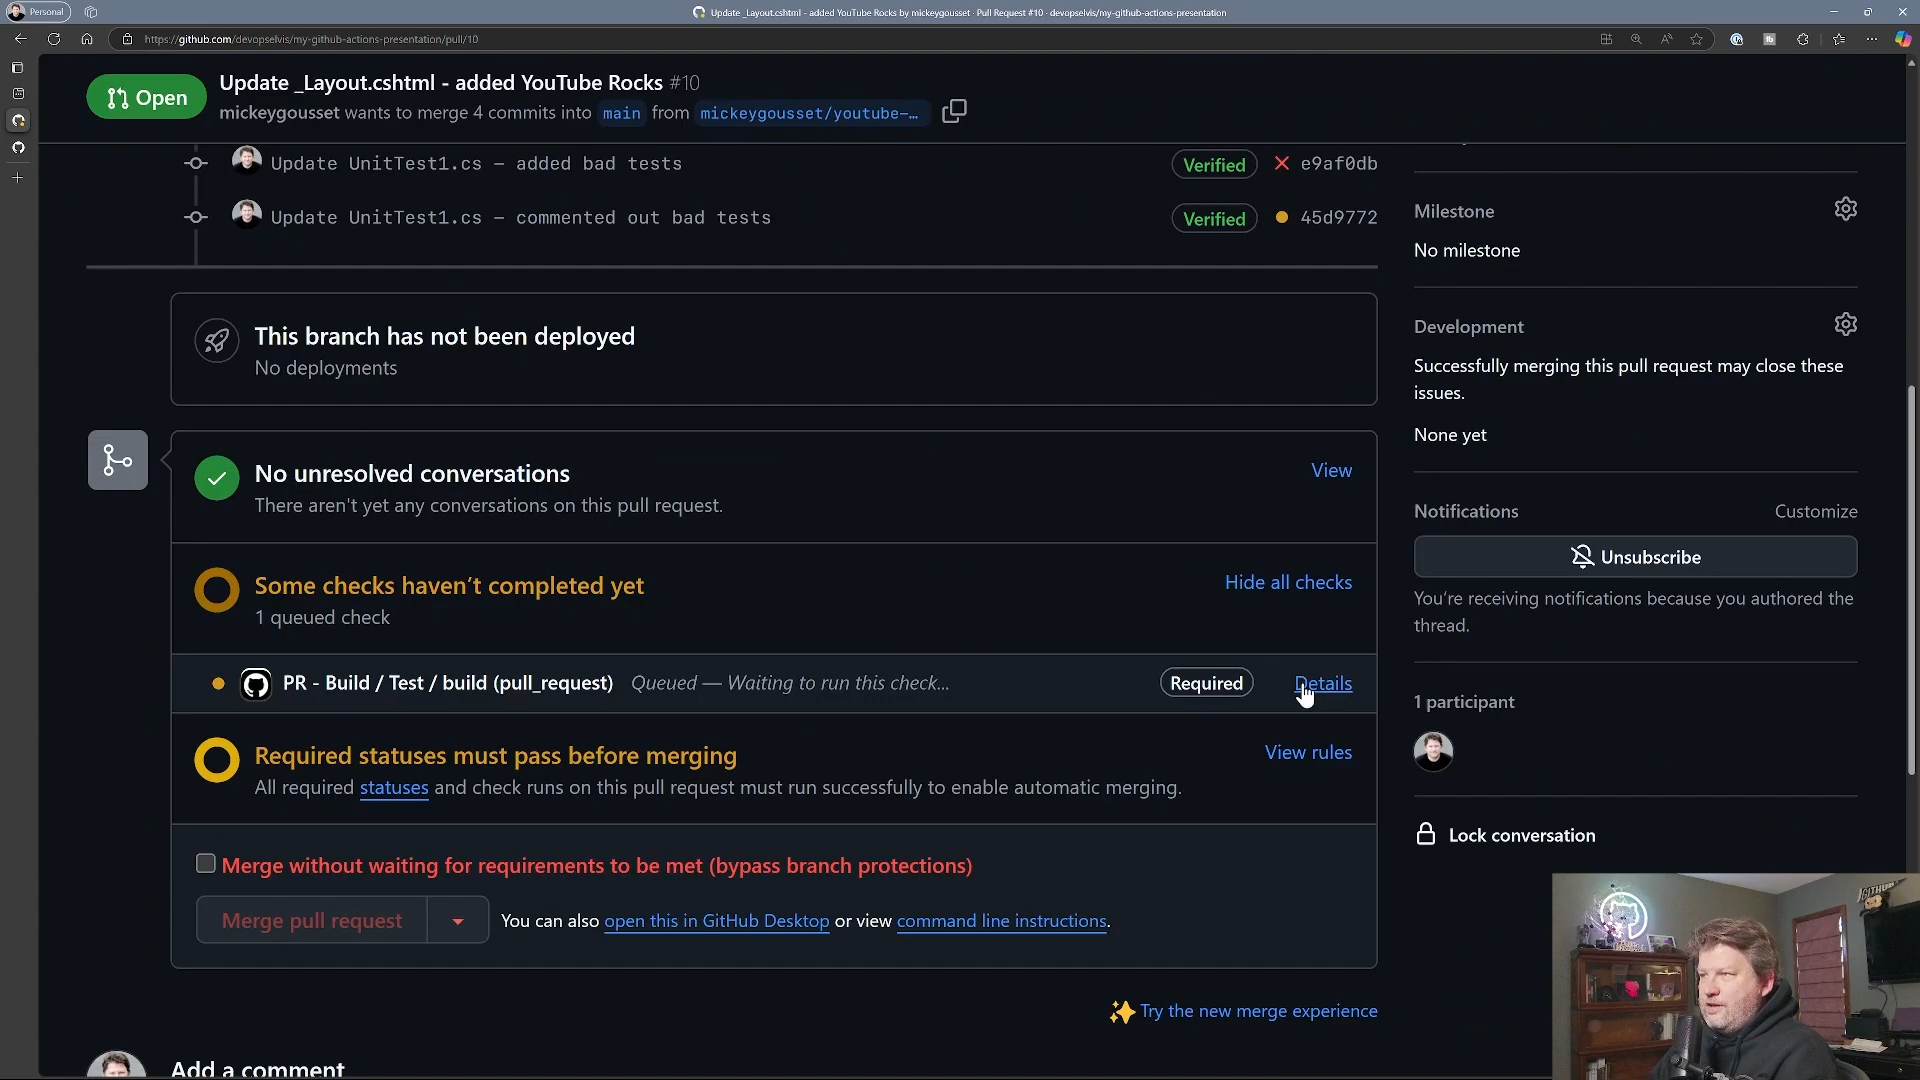 Personal
Update _Layout.cshtml - added YouTube Rocks by mickeygousset · Pull Request #10 · devopselvis/my-github-actions-presentation
https://github.com/devopselvis/my-github-actions-presentation/pull/10
Open
Update _Layout.cshtml - added YouTube Rocks #10
mickeygousset wants to merge 4 commits into main from mickeygousset/youtube-…
Update UnitTest1.cs – added bad tests
Verified
e9af0db
Update UnitTest1.cs – commented out bad tests
Verified
45d9772
This branch has not been deployed
No deployments
No unresolved conversations
View
There aren't yet any conversations on this pull request.
Some checks haven’t completed yet
Hide all checks
1 queued check
PR - Build / Test / build (pull_request) Queued — Waiting to run this check...
Required
Details
Required statuses must pass before merging
View rules
All required statuses and check runs on this pull request must run successfully to enable automatic merging.
Merge without waiting for requirements to be met (bypass branch protections)
Merge pull request
You can also open this in GitHub Desktop or view command line instructions.
Try the new merge experience
Add a comment
Milestone
No milestone
Development
Successfully merging this pull request may close these
issues.
None yet
Notifications
Customize
Unsubscribe
You’re receiving notifications because you authored the
thread.
1 participant
Lock conversation
GITHUB